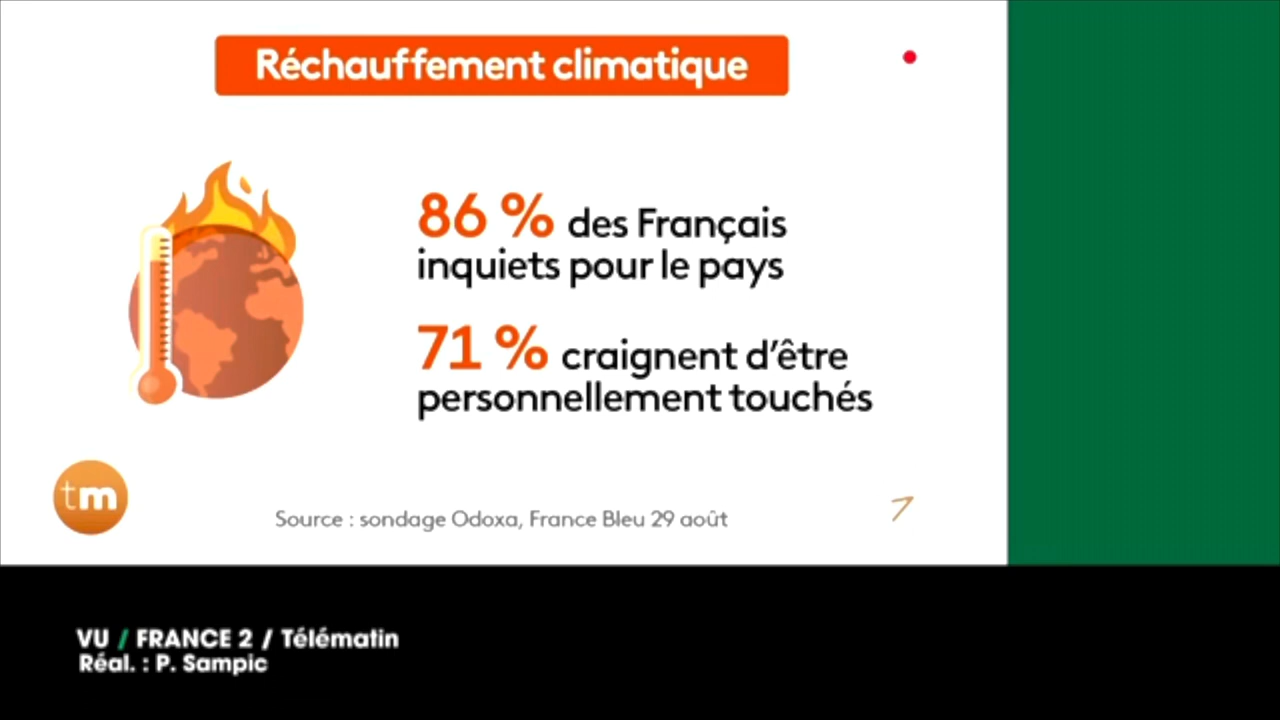 Réchauffement climatique
86 % des Français
inquiets pour le pays
71 % craignent d'être
personnellement touchés
tm
Source : sondage Odoxa, France Bleu 29 août
VU / FRANCE 2 / Télématin
Réal. : P. Sampic